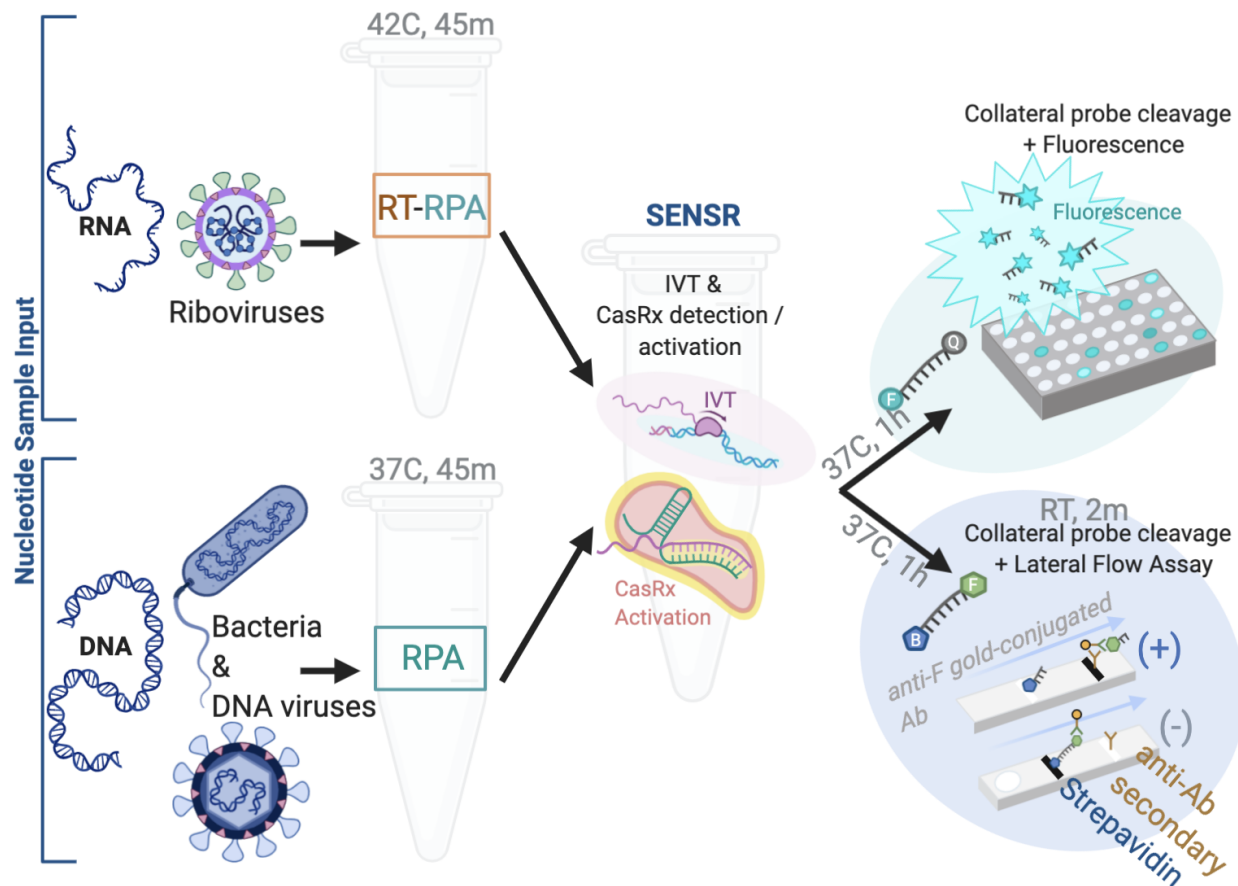 Nucleotide Sample Input
42C, 45m
RNA
Riboviruses
RT-RPA
37C, 45m
DNA
Bacteria
&
DNA viruses
RPA
SENSR
IVT &
CasRx detection /
activation
IVT
CasRx
Activation
37C, 1h
37C, 1h
Collateral probe cleavage
+ Fluorescence
Fluorescence
Q
F
RT, 2m
Collateral probe cleavage
+ Lateral Flow Assay
F
B
anti-F gold-conjugated
Ab
(+)
(-)
anti-Ab
secondary
Strepavidin